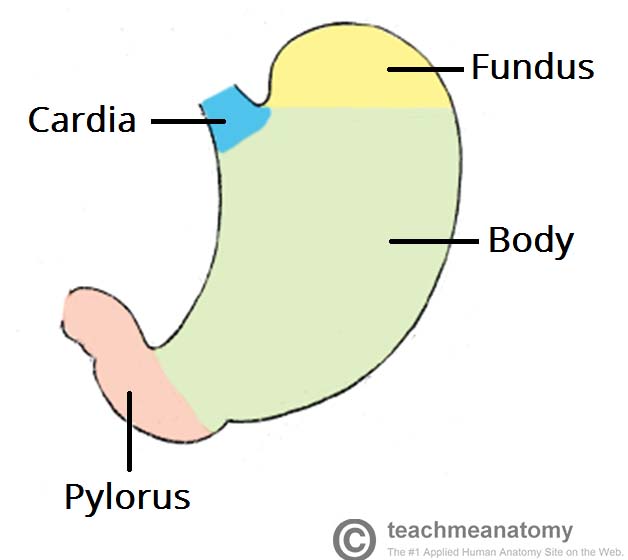 Fundus
Cardia
Body
Pylorus
© teachmeanatomy
The #1 Applied Human Anatomy Site on the Web.